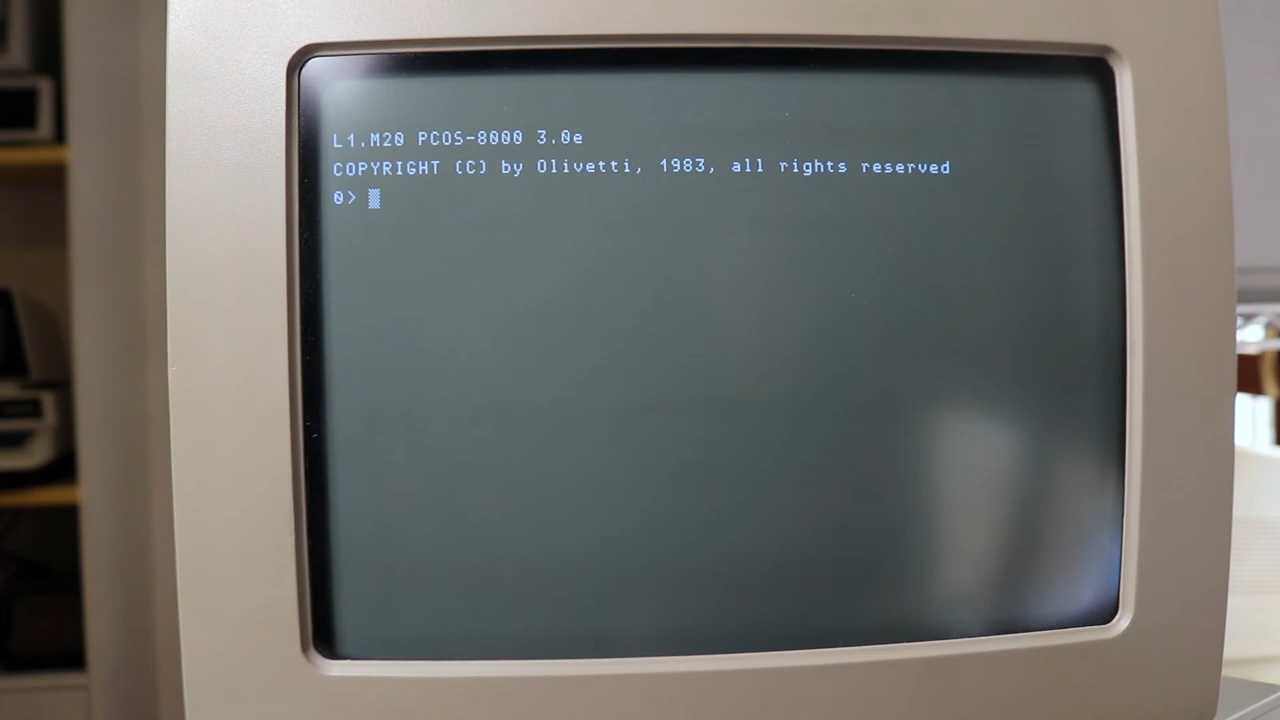 L1.M20 PCOS-8000 3.0e
COPYRIGHT (C) by Olivetti, 1983, all rights reserved
0>